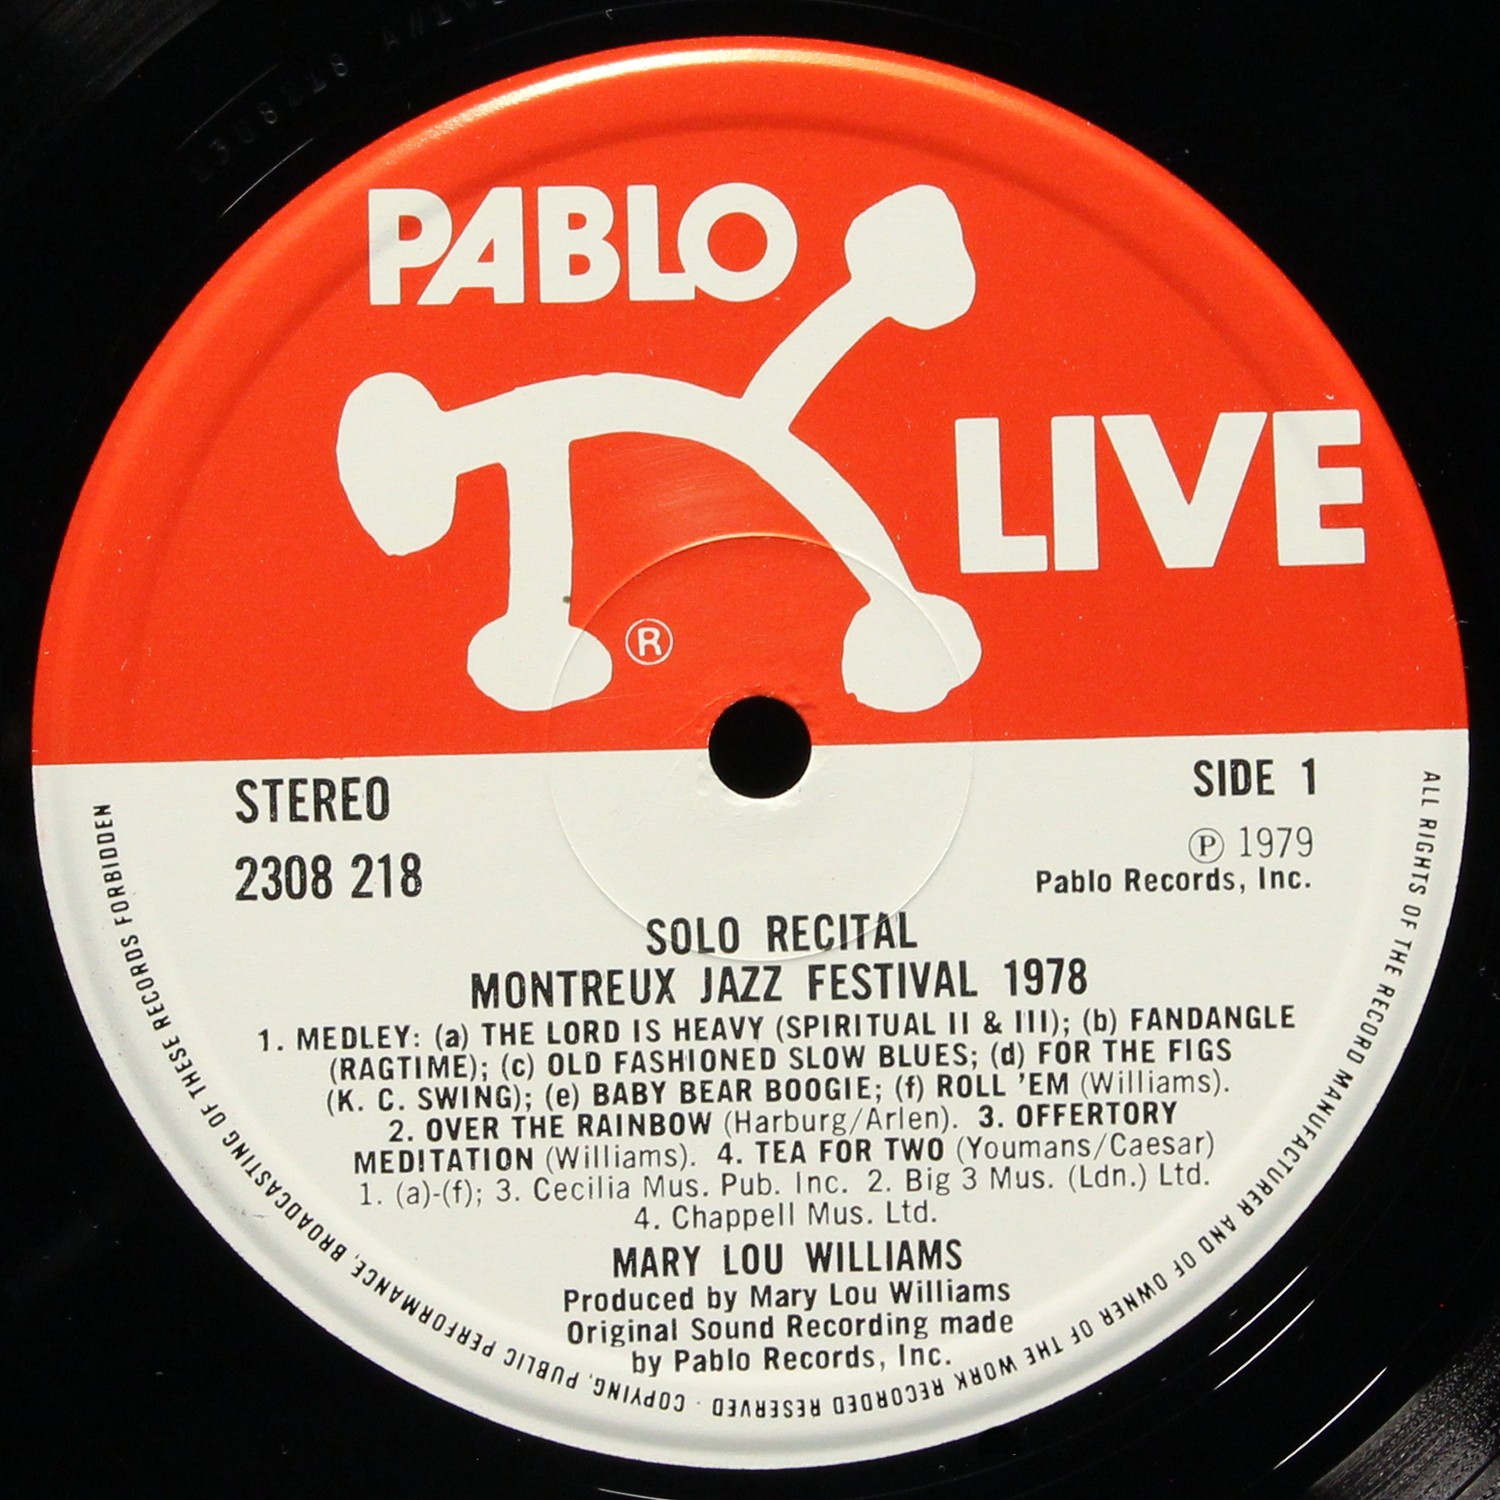 PABLO
LIVE
®
STEREO
SIDE 1
2308 218
℗ 1979
Pablo Records, Inc.
SOLO RECITAL
MONTREUX JAZZ FESTIVAL 1978
1. MEDLEY: (a) THE LORD IS HEAVY (SPIRITUAL II & III); (b) FANDANGLE
(RAGTIME); (c) OLD FASHIONED SLOW BLUES; (d) FOR THE FIGS
(K. C. SWING); (e) BABY BEAR BOOGIE; (f) ROLL 'EM (Williams).
2. OVER THE RAINBOW (Harburg/Arlen). 3. OFFERTORY
MEDITATION (Williams). 4. TEA FOR TWO (Youmans/Caesar)
1. (a)-(f); 3. Cecilia Mus. Pub. Inc. 2. Big 3 Mus. (Ldn.) Ltd.
4. Chappell Mus. Ltd.
MARY LOU WILLIAMS
Produced by Mary Lou Williams
Original Sound Recording made
by Pablo Records, Inc.
ALL RIGHTS OF THE RECORD MANUFACTURER AND OF OWNER OF THE WORK RECORDED RESERVED · COPYING, PUBLIC PERFORMANCE, BROADCASTING OF THESE RECORDS FORBIDDEN